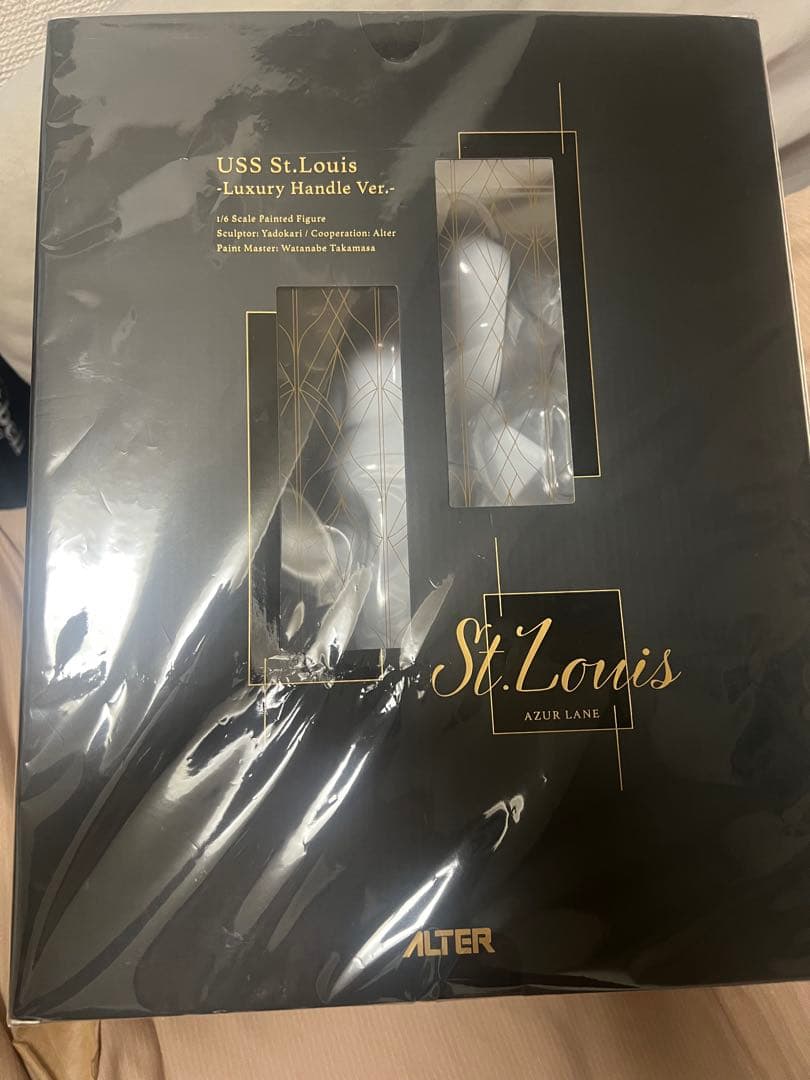 USS St.Louis
-Luxury Handle Ver.-
1/6 Scale Painted Figure
Sculptor: Yadokari / Cooperation: Alter
Paint Master: Watanabe Takamasa
St.Louis
AZUR LANE
ALTER